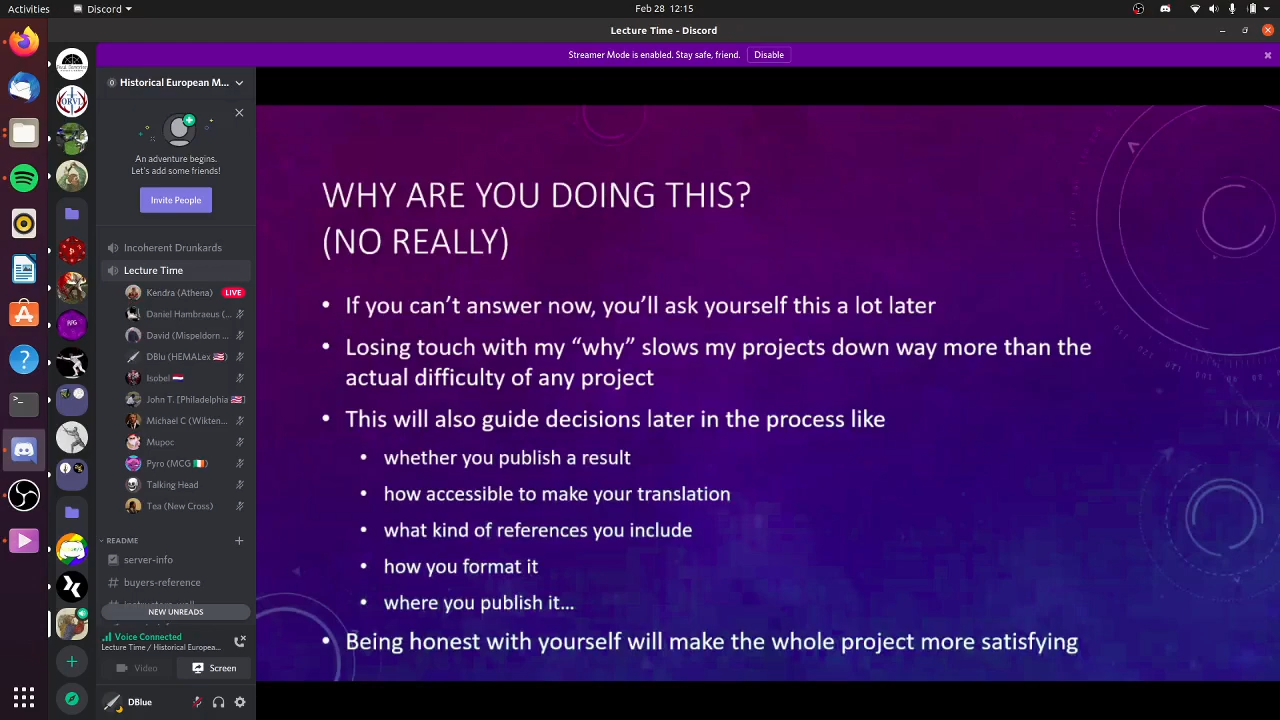 Activities
Discord
Feb 28 12:15
Lecture Time - Discord
Streamer Mode is enabled. Stay safe, friend. Disable
Historical European M...
An adventure begins.
Let's add some friends!
Invite People
Incoherent Drunkards
Lecture Time
Kendra (Athena) LIVE
Daniel Hambraeus (...
David (Mispeldorn ...
DBlu (HEMALex )
Isobel
John T. [Philadelphia ]
Michael C (Wikten...
Mupoc
Pyro (MCG )
Talking Head
Tea (New Cross)
README
server-info
buyers-reference
NEW UNREADS
Voice Connected
Lecture Time / Historical Europea...
Video Screen
DBlue
WHY ARE YOU DOING THIS?
(NO REALLY)
• If you can't answer now, you'll ask yourself this a lot later
• Losing touch with my “why” slows my projects down way more than the
actual difficulty of any project
• This will also guide decisions later in the process like
• whether you publish a result
• how accessible to make your translation
• what kind of references you include
• how you format it
• where you publish it...
• Being honest with yourself will make the whole project more satisfying